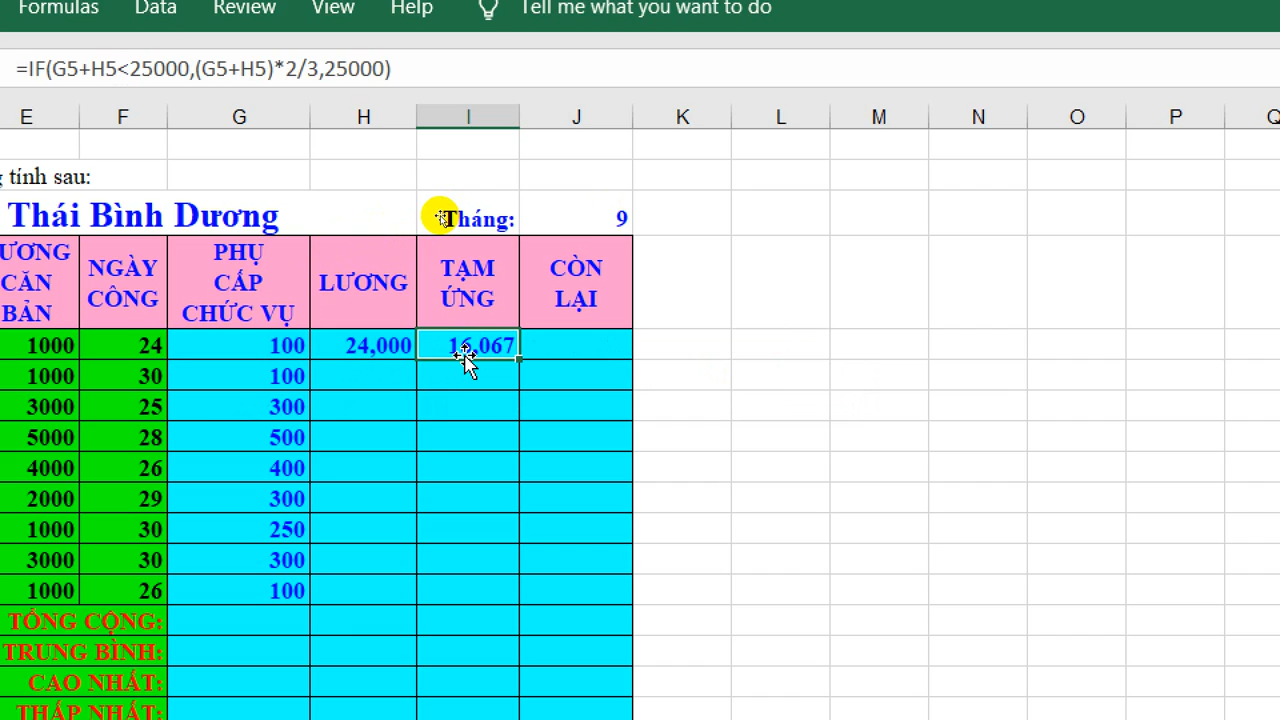 Formulas Data Review View Help Tell me what you want to do
=IF(G5+H5<25000,(G5+H5)*2/3,25000)
E F G H I J K L M N O P Q
tính sau:
Thái Bình Dương Tháng: 9
ƯƠNG CĂN BẢN NGÀY CÔNG PHỤ CẤP CHỨC VỤ LƯƠNG TẠM ỨNG CÒN LẠI
1000 24 100 24,000 16,067
1000 30 100
3000 25 300
5000 28 500
4000 26 400
2000 29 300
1000 30 250
3000 30 300
1000 26 100
TỔNG CỘNG:
TRUNG BÌNH:
CAO NHẤT:
THẤP NHẤT: